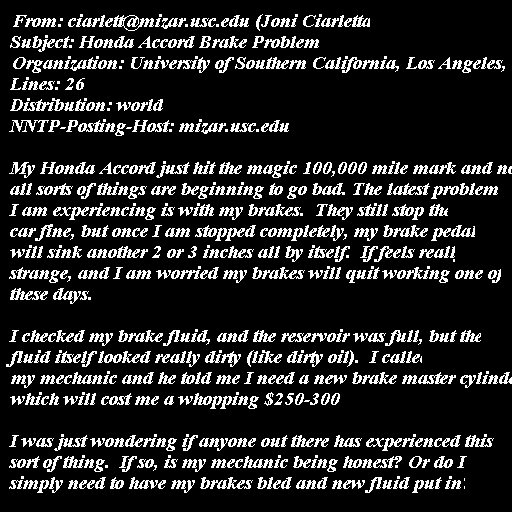 From: ciarlett@mizar.usc.edu (Joni Ciarletta
Subject: Honda Accord Brake Problem
Organization: University of Southern California, Los Angeles,
Lines: 26
Distribution: world
NNTP-Posting-Host: mizar.usc.edu

My Honda Accord just hit the magic 100,000 mile mark and no
all sorts of things are beginning to go bad. The latest problem
I am experiencing is with my brakes. They still stop the
car fine, but once I am stopped completely, my brake pedal
will sink another 2 or 3 inches all by itself. If feels really
strange, and I am worried my brakes will quit working one of
these days.

I checked my brake fluid, and the reservoir was full, but the
fluid itself looked really dirty (like dirty oil). I called
my mechanic and he told me I need a new brake master cylinde
which will cost me a whopping $250-300

I was just wondering if anyone out there has experienced this
sort of thing. If so, is my mechanic being honest? Or do I
simply need to have my brakes bled and new fluid put in?